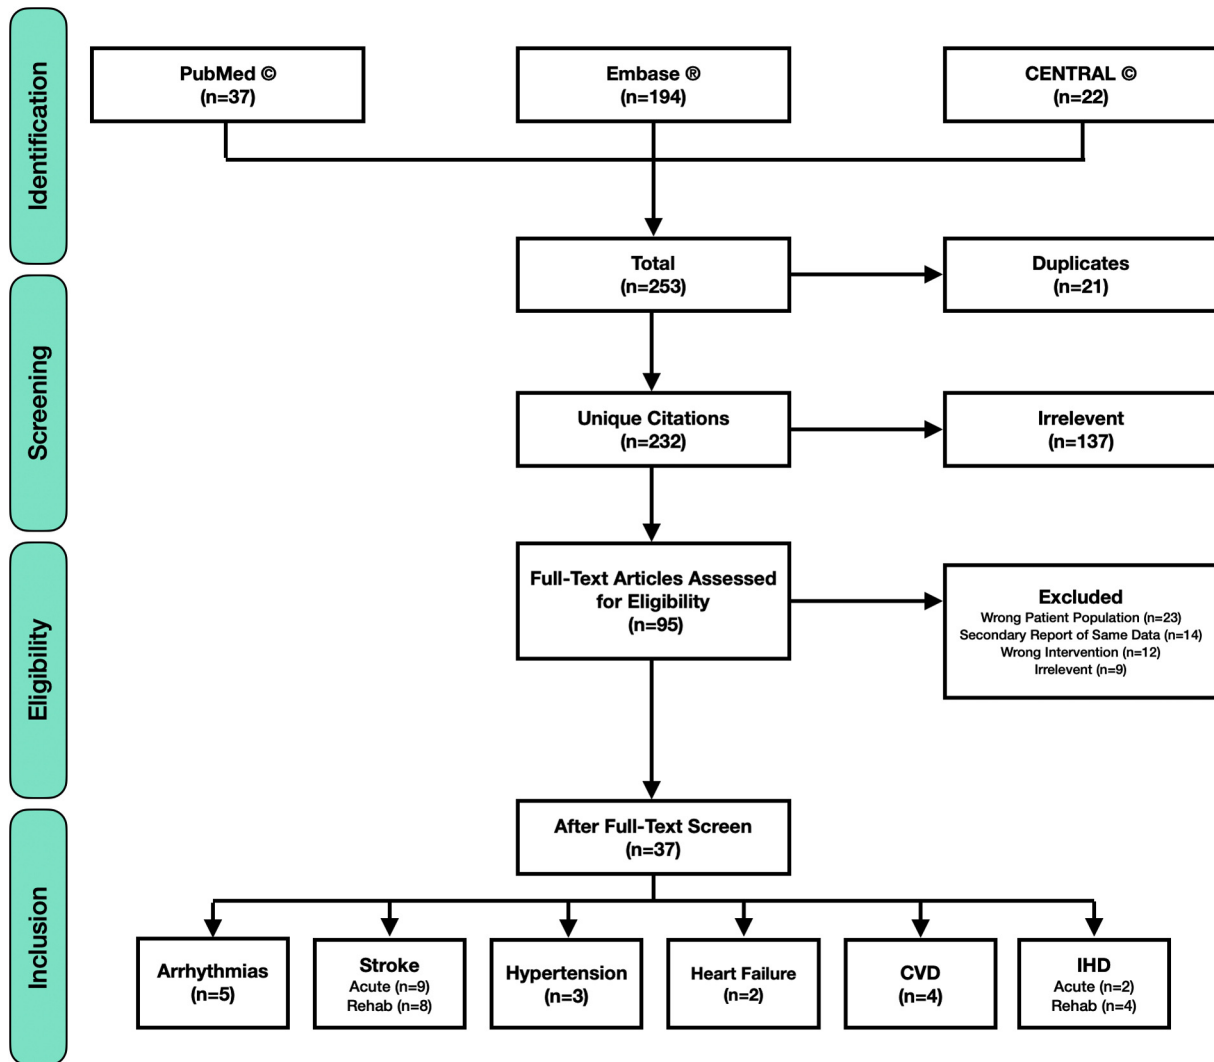 Identification
PubMed ©
(n=37)
Embase ®
(n=194)
CENTRAL ©
(n=22)
Total
(n=253)
Duplicates
(n=21)
Screening
Unique Citations
(n=232)
Irrelevent
(n=137)
Eligibility
Full-Text Articles Assessed
for Eligibility
(n=95)
Excluded
Wrong Patient Population (n=23)
Secondary Report of Same Data (n=14)
Wrong Intervention (n=12)
Irrelevent (n=9)
Inclusion
After Full-Text Screen
(n=37)
Arrhythmias
(n=5)
Stroke
Acute (n=9)
Rehab (n=8)
Hypertension
(n=3)
Heart Failure
(n=2)
CVD
(n=4)
IHD
Acute (n=2)
Rehab (n=4)